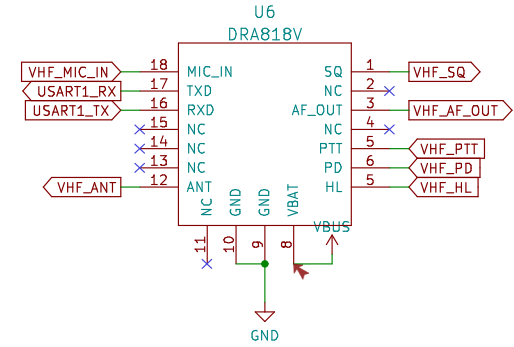 U6
DRA818V
VHF_MIC_IN 18 MIC_IN SQ 1 VHF_SQ
USART1_RX 17 TXD NC 2
USART1_TX 16 RXD AF_OUT 3 VHF_AF_OUT
15 NC NC 4
14 NC PTT 5 VHF_PTT
13 NC PD 6 VHF_PD
VHF_ANT 12 ANT HL 5 VHF_HL
NC GND GND VBAT VBUS
11 10 9 8
GND